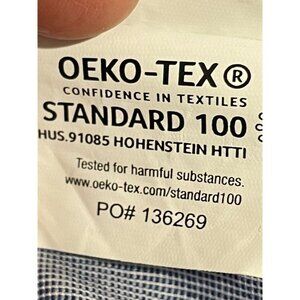 OEKO-TEX®
CONFIDENCE IN TEXTILES
STANDARD 100
HUS.91085 HOHENSTEIN HTTI
Tested for harmful substances.
www.oeko-tex.com/standard100
PO# 136269